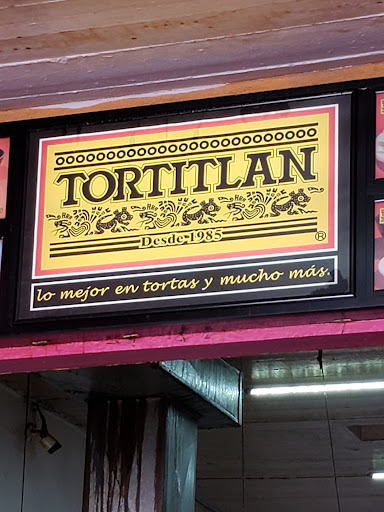 TORTITLAN
Desde 1985
®
lo mejor en tortas y mucho más.